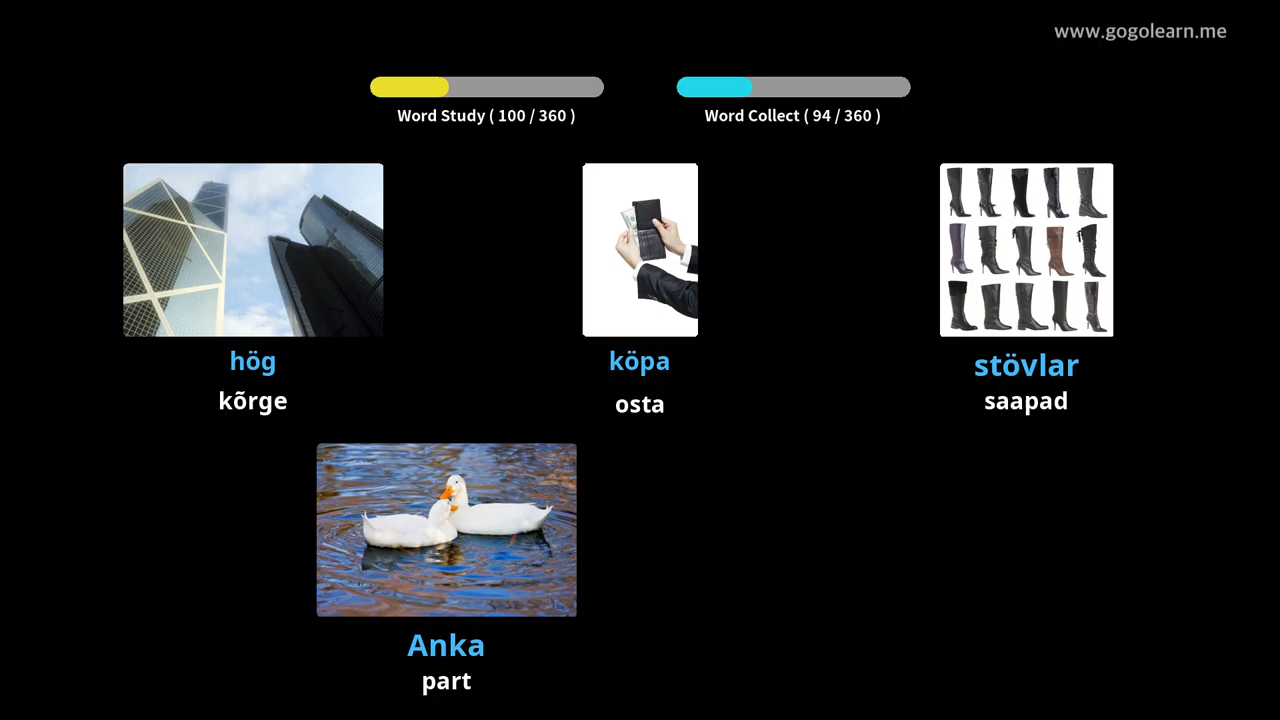 www.gogolearn.me
Word Study ( 100 / 360 )
Word Collect ( 94 / 360 )
hög
kõrge
köpa
osta
stövlar
saapad
Anka
part